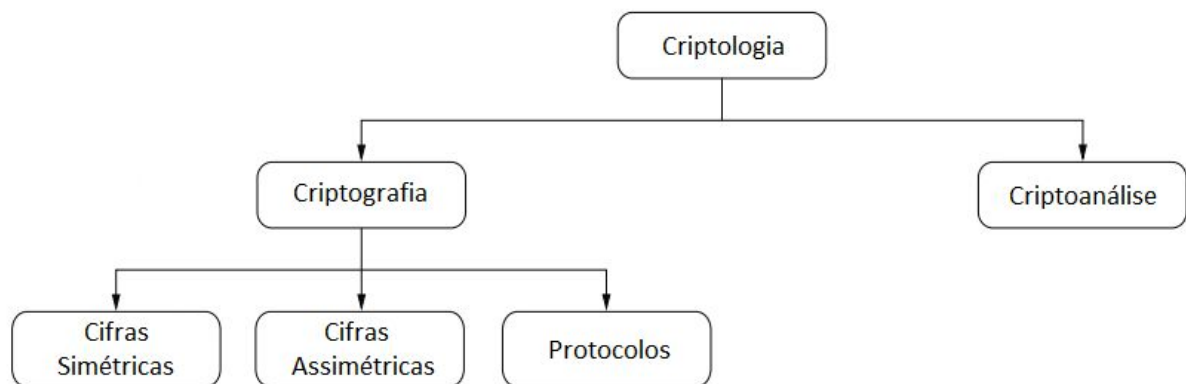 Criptologia
Criptografia
Criptoanálise
Cifras
Simétricas
Cifras
Assimétricas
Protocolos